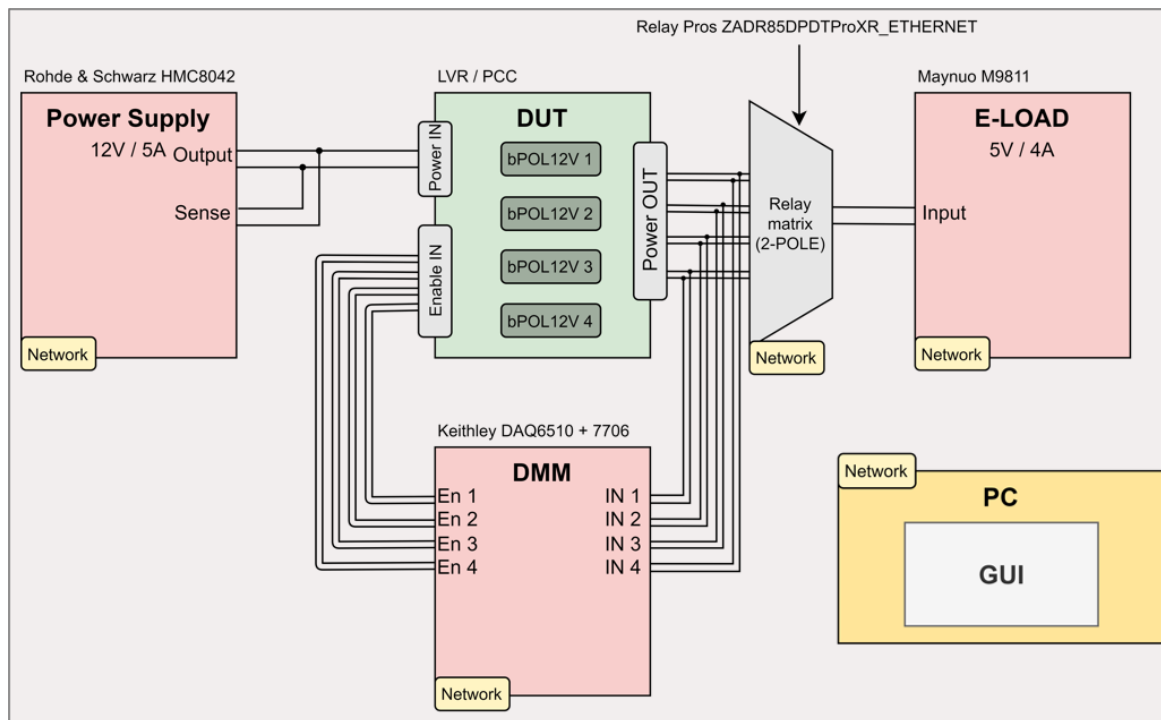 Relay Pros ZADR85DPDTProXR_ETHERNET
Rohde & Schwarz HMC8042
Power Supply
12V / 5A
Output
Sense
Network
LVR / PCC
DUT
Power IN
Enable IN
bPOL12V 1
bPOL12V 2
bPOL12V 3
bPOL12V 4
Power OUT
Relay
matrix
(2-POLE)
Network
Maynuo M9811
E-LOAD
5V / 4A
Input
Network
Keithley DAQ6510 + 7706
DMM
En 1
En 2
En 3
En 4
IN 1
IN 2
IN 3
IN 4
Network
Network
PC
GUI